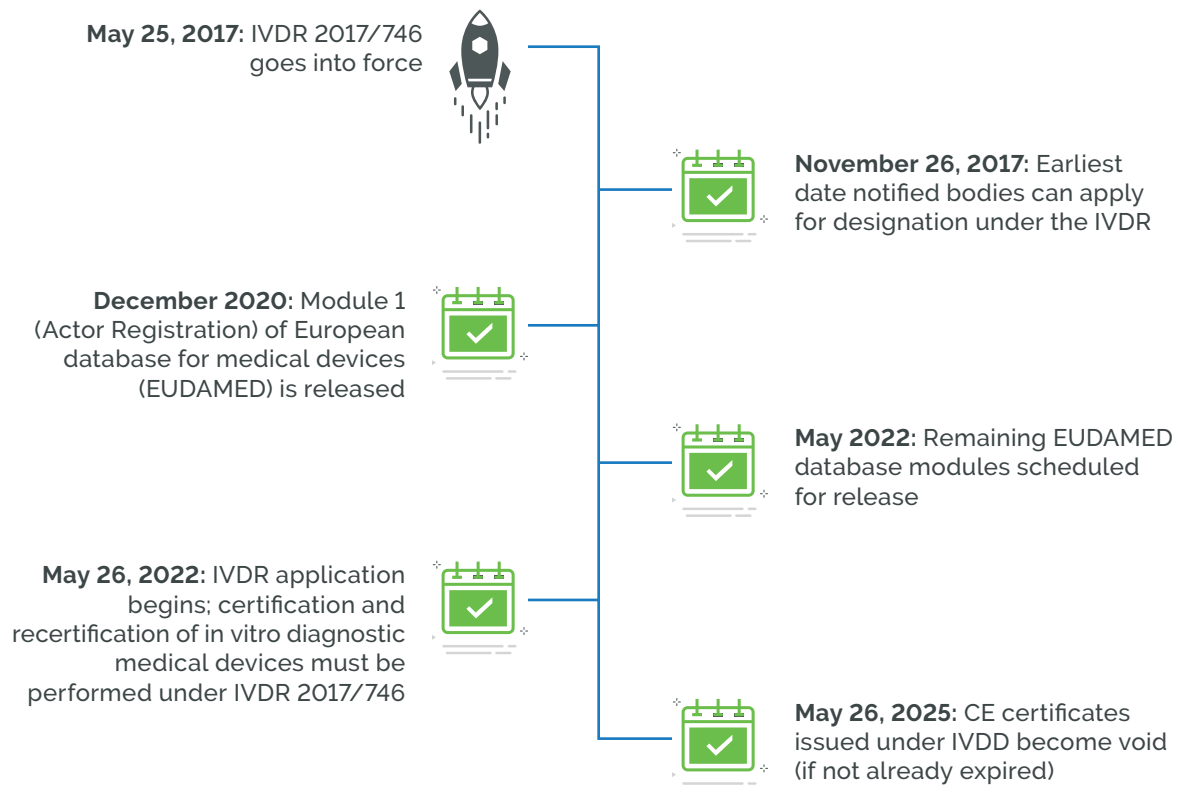 May 25, 2017: IVDR 2017/746
goes into force
November 26, 2017: Earliest
date notified bodies can apply
for designation under the IVDR
December 2020: Module 1
(Actor Registration) of European
database for medical devices
(EUDAMED) is released
May 2022: Remaining EUDAMED
database modules scheduled
for release
May 26, 2022: IVDR application
begins; certification and
recertification of in vitro diagnostic
medical devices must be
performed under IVDR 2017/746
May 26, 2025: CE certificates
issued under IVDD become void
(if not already expired)